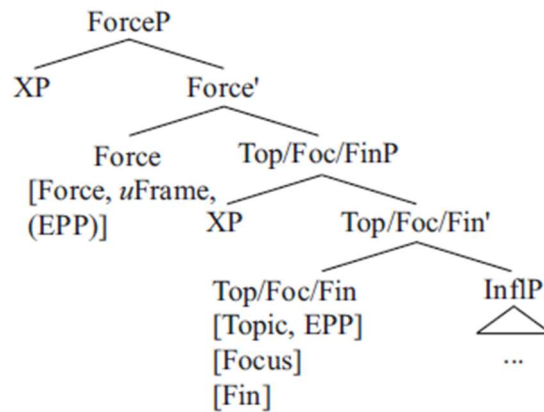 ForceP
XP Force'
Force Top/Foc/FinP
[Force, uFrame,
(EPP)] XP Top/Foc/Fin'
Top/Foc/Fin InflP
[Topic, EPP]
[Focus] ...
[Fin]